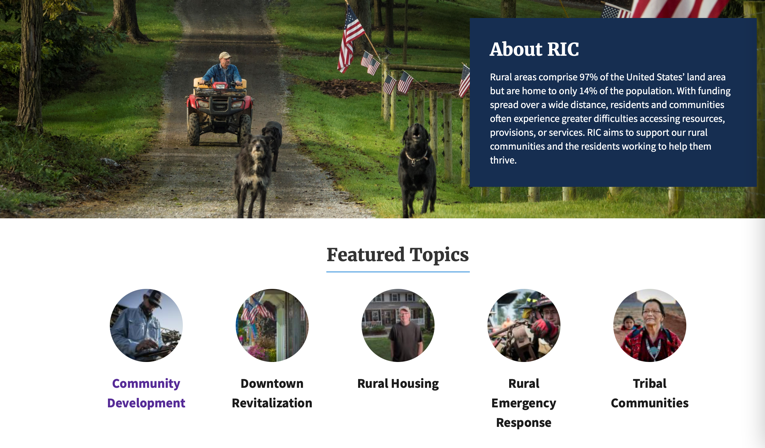 About RIC
Rural areas comprise 97% of the United States’ land area
but are home to only 14% of the population. With funding
spread over a wide distance, residents and communities
often experience greater difficulties accessing resources,
provisions, or services. RIC aims to support our rural
communities and the residents working to help them
thrive.
Featured Topics
Community
Development
Downtown
Revitalization
Rural Housing
Rural
Emergency
Response
Tribal
Communities